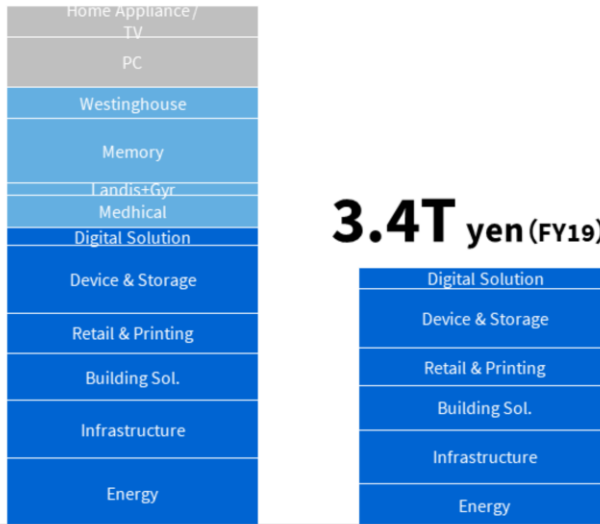 Home Appliance/
TV
PC
Westinghouse
Memory
Landis+Gyr
Medhical
Digital Solution
Device & Storage
Retail & Printing
Building Sol.
Infrastructure
Energy
3.4T yen(FY19)
Digital Solution
Device & Storage
Retail & Printing
Building Sol.
Infrastructure
Energy